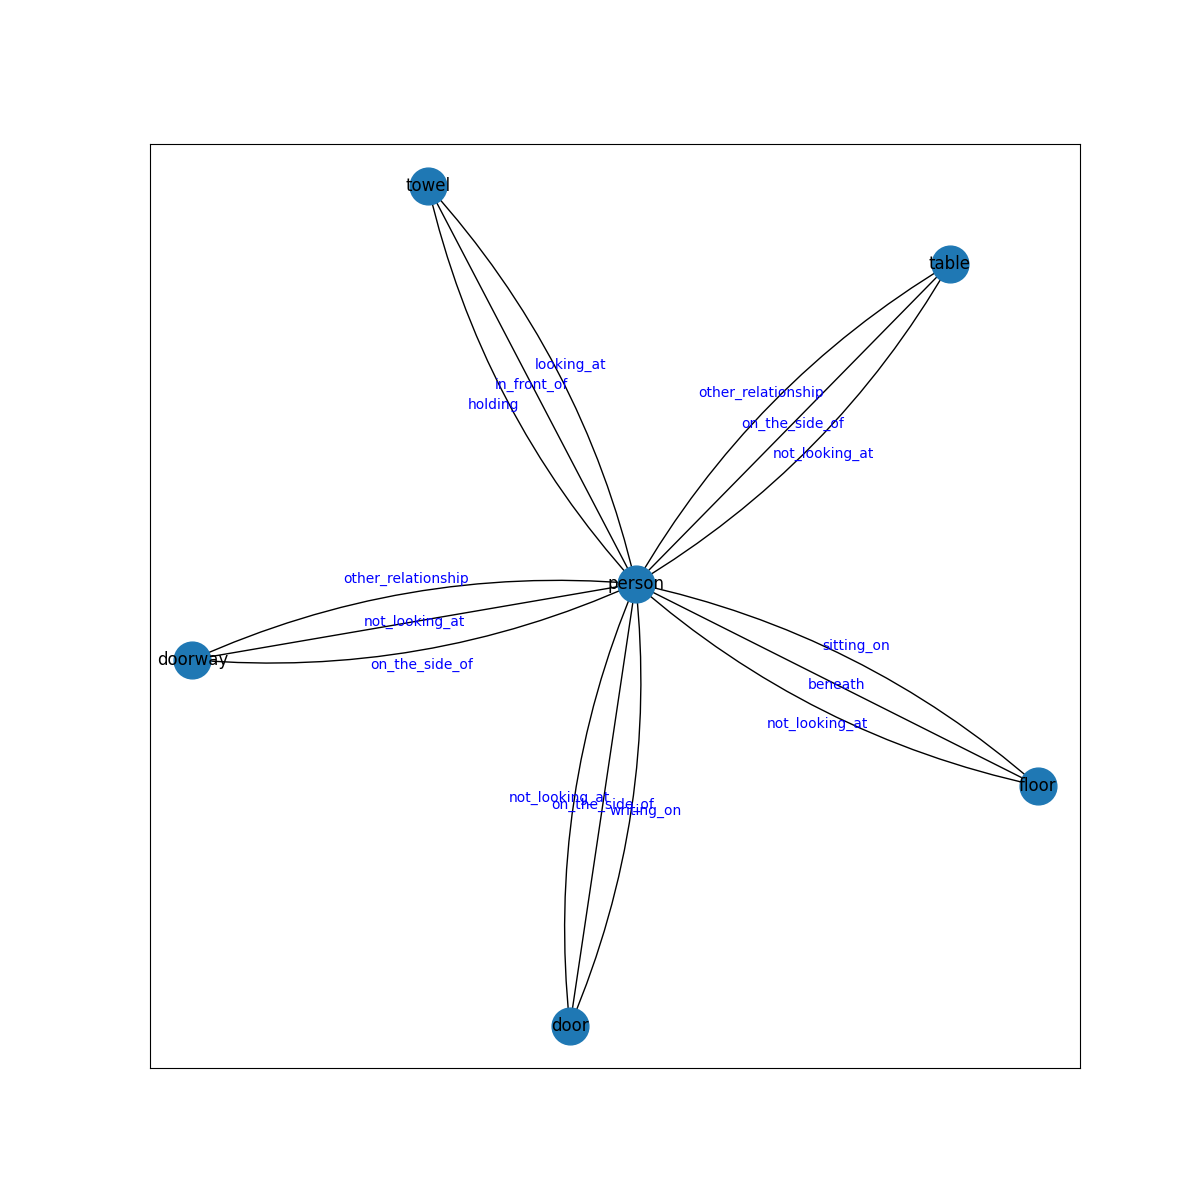 towel
table
looking_at
in_front_of
other_relationship
holding
on_the_side_of
not_looking_at
other_relationship
person
not_looking_at
sitting_on
doorway
on_the_side_of
beneath
not_looking_at
floor
not_looking_at
on_the_side_of
writing_on
door